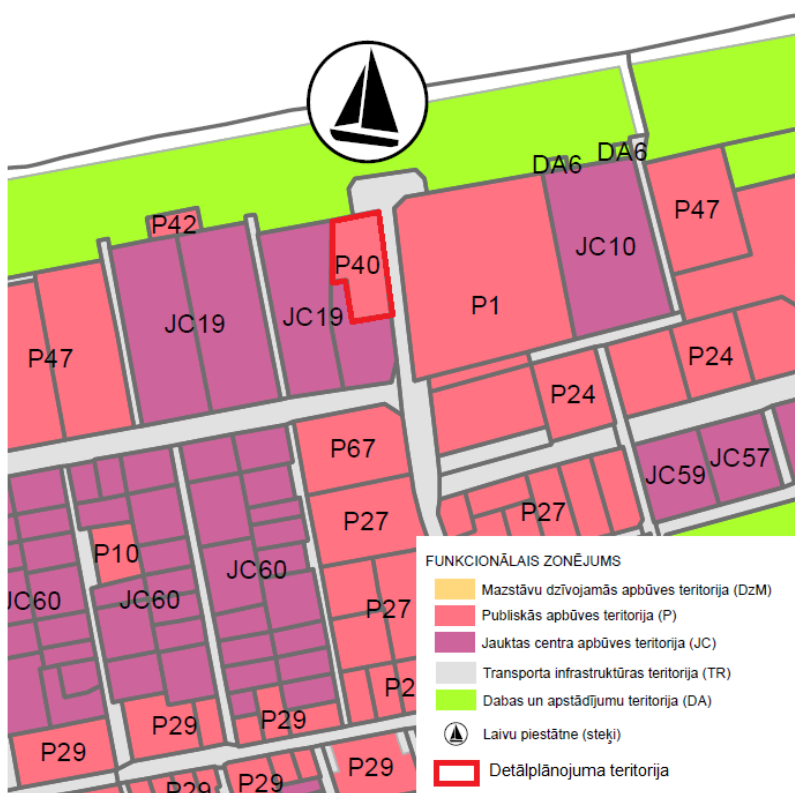 DA6
DA6
P42
P47
P40
JC10
JC19
JC19
P1
P47
P24
P24
P67
JC59
JC57
P27
P27
P10
JC60
JC60
JC60
P27
P2
P29
P29
P29
P29
P29
P29
FUNKCIONĀLAIS ZONĒJUMS
Mazstāvu dzīvojamās apbūves teritorija (DzM)
Publiskās apbūves teritorija (P)
Jauktas centra apbūves teritorija (JC)
Transporta infrastruktūras teritorija (TR)
Dabas un apstādījumu teritorija (DA)
Laivu piestātne (steķi)
Detālplānojuma teritorija